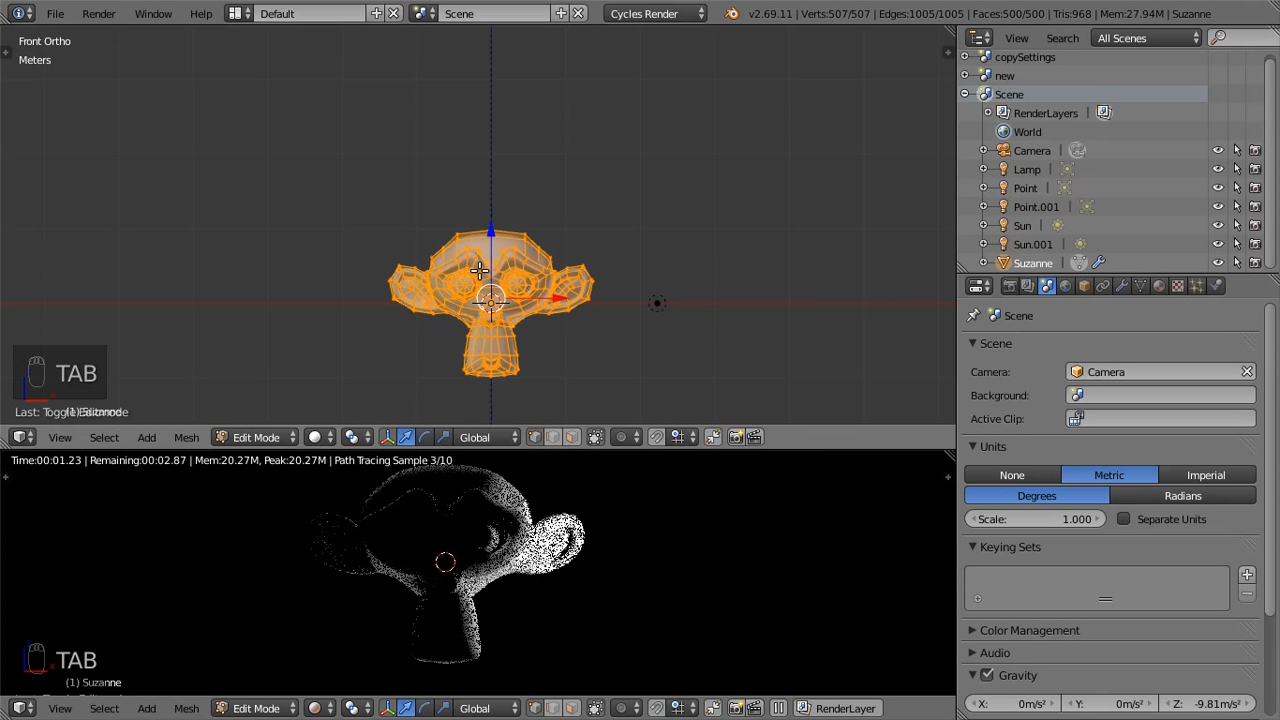 File Render Window Help Default Scene Cycles Render v2.69.11 | Verts:507/507 | Edges:1005/1005 | Faces:500/500 | Tris:968 | Mem:27.94M | Suzanne
Front Ortho
Meters
TAB
(1) Suzanne
View Select Add Mesh Edit Mode Global
Time:00:01.23 | Remaining:00:02.87 | Mem:20.27M, Peak:20.27M | Path Tracing Sample 3/10
TAB
(1) Suzanne
View Select Add Mesh Edit Mode Global RenderLayer
View Search All Scenes
copySettings
new
Scene
RenderLayers |
World
Camera
Lamp
Point
Point.001
Sun
Sun.001
Suzanne
Scene
Scene
Camera: Camera
Background:
Active Clip:
Units
None Metric Imperial
Degrees Radians
Scale: 1.000 Separate Units
Keying Sets
Color Management
Audio
Gravity
X: 0m/s² Y: 0m/s² Z: -9.81m/s²